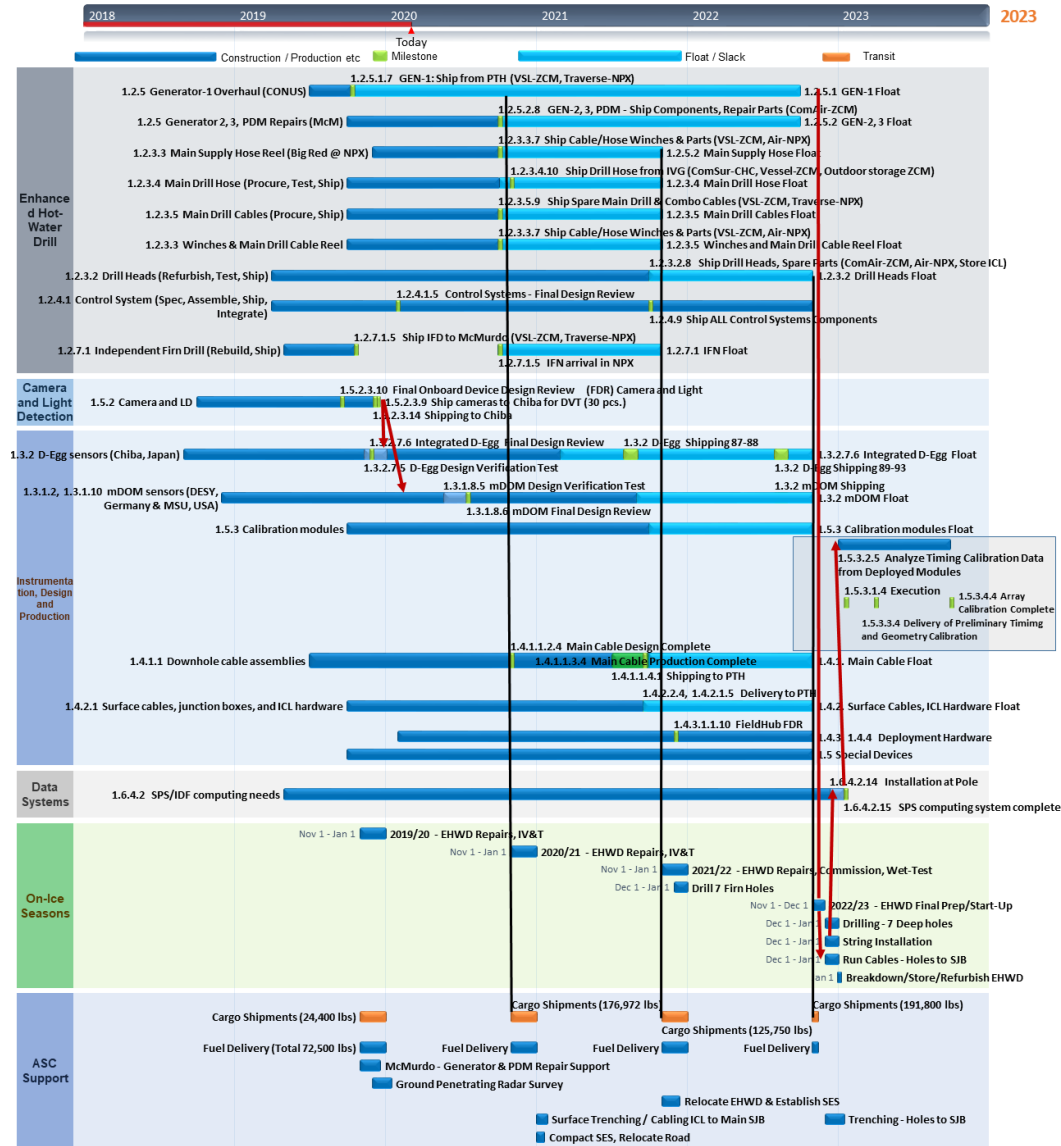 2018 2019 2020 2021 2022 2023 2023
Today
Construction / Production etc Milestone Float / Slack Transit
Enhance
d Hot-
Water
Drill
1.2.5.1.7 GEN-1: Ship from PTH (VSL-ZCM, Traverse-NPX)
1.2.5 Generator-1 Overhaul (CONUS) 1.2.5.1 GEN-1 Float
1.2.5.2.8 GEN-2, 3, PDM - Ship Components, Repair Parts (ComAir-ZCM)
1.2.5 Generator 2, 3, PDM Repairs (McM) 1.2.5.2 GEN-2, 3 Float
1.2.3.3.7 Ship Cable/Hose Winches & Parts (VSL-ZCM, Air-NPX)
1.2.3.3 Main Supply Hose Reel (Big Red @ NPX) 1.2.5.2 Main Supply Hose Float
1.2.3.4.10 Ship Drill Hose from IVG (ComSur-CHC, Vessel-ZCM, Outdoor storage ZCM)
1.2.3.4 Main Drill Hose (Procure, Test, Ship) 1.2.3.4 Main Drill Hose Float
1.2.3.5.9 Ship Spare Main Drill & Combo Cables (VSL-ZCM, Traverse-NPX)
1.2.3.5 Main Drill Cables (Procure, Ship) 1.2.3.5 Main Drill Cables Float
1.2.3.3.7 Ship Cable/Hose Winches & Parts (VSL-ZCM, Air-NPX)
1.2.3.3 Winches & Main Drill Cable Reel 1.2.3.5 Winches and Main Drill Cable Reel Float
1.2.3.2.8 Ship Drill Heads, Spare Parts (ComAir-ZCM, Air-NPX, Store ICL)
1.2.3.2 Drill Heads (Refurbish, Test, Ship) 1.2.3.2 Drill Heads Float
1.2.4.1.5 Control Systems - Final Design Review
1.2.4.1 Control System (Spec, Assemble, Ship,
Integrate)
1.2.4.9 Ship ALL Control Systems Components
1.2.7.1.5 Ship IFD to McMurdo (VSL-ZCM, Traverse-NPX)
1.2.7.1 Independent Firn Drill (Rebuild, Ship) 1.2.7.1 IFN Float
1.2.7.1.5 IFN arrival in NPX
Camera
and Light
Detection
1.5.2.3.10 Final Onboard Device Design Review (FDR) Camera and Light
1.5.2 Camera and LD 1.5.2.3.9 Ship cameras to Chiba for DVT (30 pcs.)
1.5.2.3.14 Shipping to Chiba
Instrumenta
tion, Design
and
Production
1.3.2.7.6 Integrated D-Egg Final Design Review 1.3.2 D-Egg Shipping 87-88
1.3.2 D-Egg sensors (Chiba, Japan) 1.3.2.7.6 Integrated D-Egg Float
1.3.2.7.5 D-Egg Design Verification Test 1.3.2 D-Egg Shipping 89-93
1.3.1.8.5 mDOM Design Verification Test 1.3.2 mDOM Shipping
1.3.1.2, 1.3.1.10 mDOM sensors (DESY,
Germany & MSU, USA)
1.3.2 mDOM Float
1.3.1.8.6 mDOM Final Design Review
1.5.3 Calibration modules 1.5.3 Calibration modules Float
1.5.3.2.5 Analyze Timing Calibration Data
from Deployed Modules
1.5.3.1.4 Execution
1.5.3.4.4 Array
Calibration Complete
1.5.3.3.4 Delivery of Preliminary Timimg
and Geometry Calibration
1.4.1.1.2.4 Main Cable Design Complete
1.4.1.1 Downhole cable assemblies 1.4.1.1.3.4 Main Cable Production Complete 1.4.1. Main Cable Float
1.4.1.1.4.1 Shipping to PTH
1.4.2.2.4, 1.4.2.1.5 Delivery to PTH
1.4.2.1 Surface cables, junction boxes, and ICL hardware 1.4.2. Surface Cables, ICL Hardware Float
1.4.3.1.1.10 FieldHub FDR
1.4.3, 1.4.4 Deployment Hardware
1.5 Special Devices
Data
Systems
1.6.4.2.14 Installation at Pole
1.6.4.2 SPS/IDF computing needs
1.6.4.2.15 SPS computing system complete
On-Ice
Seasons
Nov 1 - Jan 1 2019/20 - EHWD Repairs, IV&T
Nov 1 - Jan 1 2020/21 - EHWD Repairs, IV&T
Nov 1 - Jan 1 2021/22 - EHWD Repairs, Commission, Wet-Test
Dec 1 - Jan 1 Drill 7 Firn Holes
Nov 1 - Dec 1 2022/23 - EHWD Final Prep/Start-Up
Dec 1 - Jan 1 Drilling - 7 Deep holes
Dec 1 - Jan 1 String Installation
Dec 1 - Jan 1 Run Cables - Holes to SJB
Jan 1 Breakdown/Store/Refurbish EHWD
ASC
Support
Cargo Shipments (176,972 lbs) Cargo Shipments (191,800 lbs)
Cargo Shipments (24,400 lbs)
Cargo Shipments (125,750 lbs)
Fuel Delivery (Total 72,500 lbs) Fuel Delivery Fuel Delivery Fuel Delivery
McMurdo - Generator & PDM Repair Support
Ground Penetrating Radar Survey
Relocate EHWD & Establish SES
Surface Trenching / Cabling ICL to Main SJB Trenching - Holes to SJB
Compact SES, Relocate Road